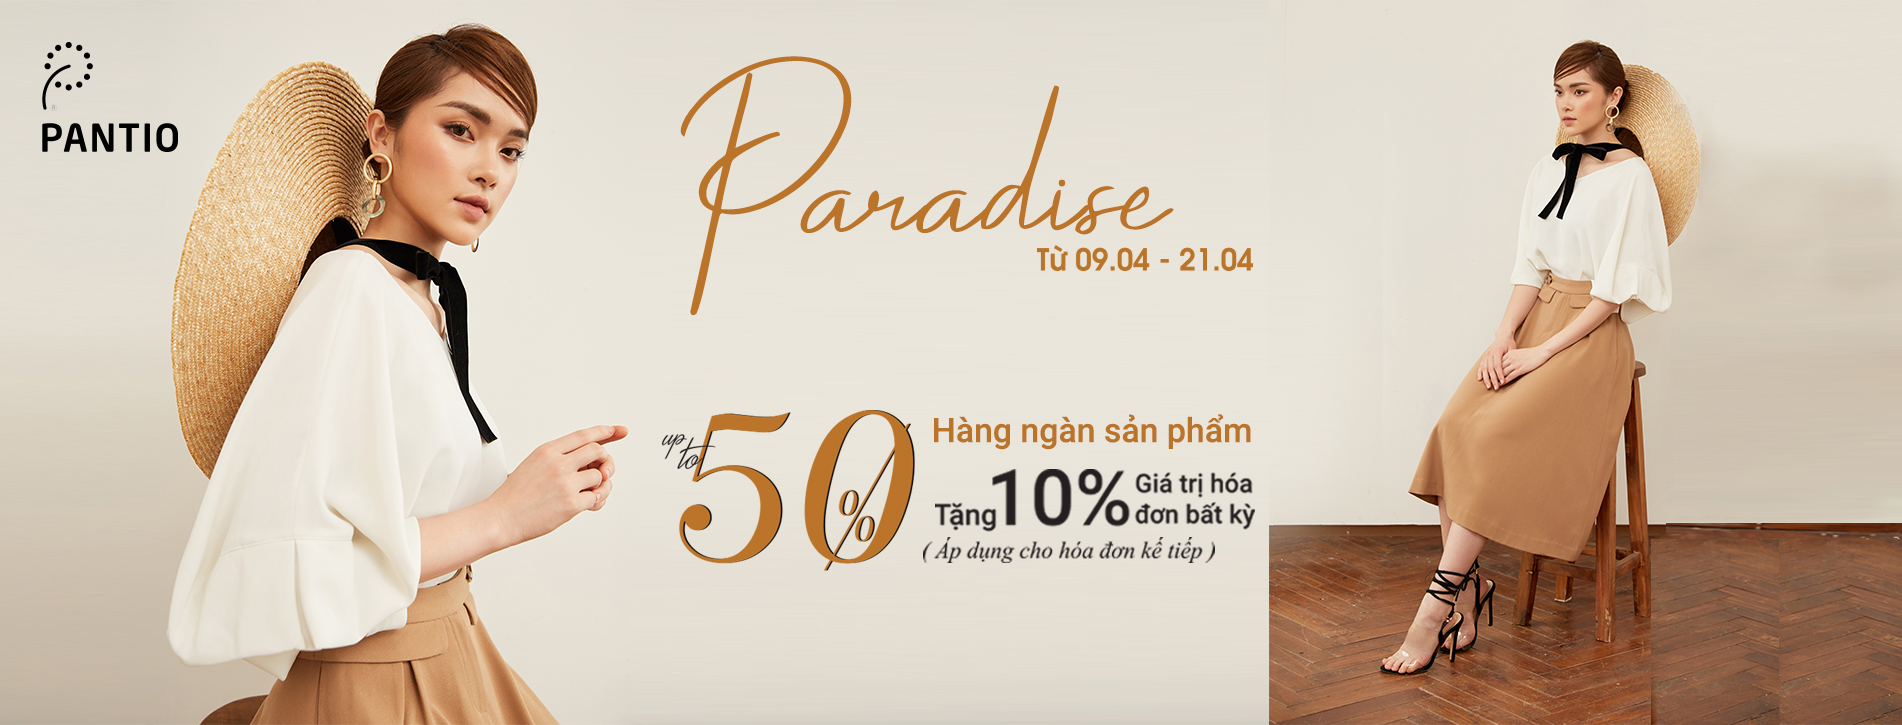 PANTIO
Paradise
Từ 09.04 - 21.04
up to 50%
Hàng ngàn sản phẩm
Tặng 10% Giá trị hóa
đơn bất kỳ
( Áp dụng cho hóa đơn kế tiếp )